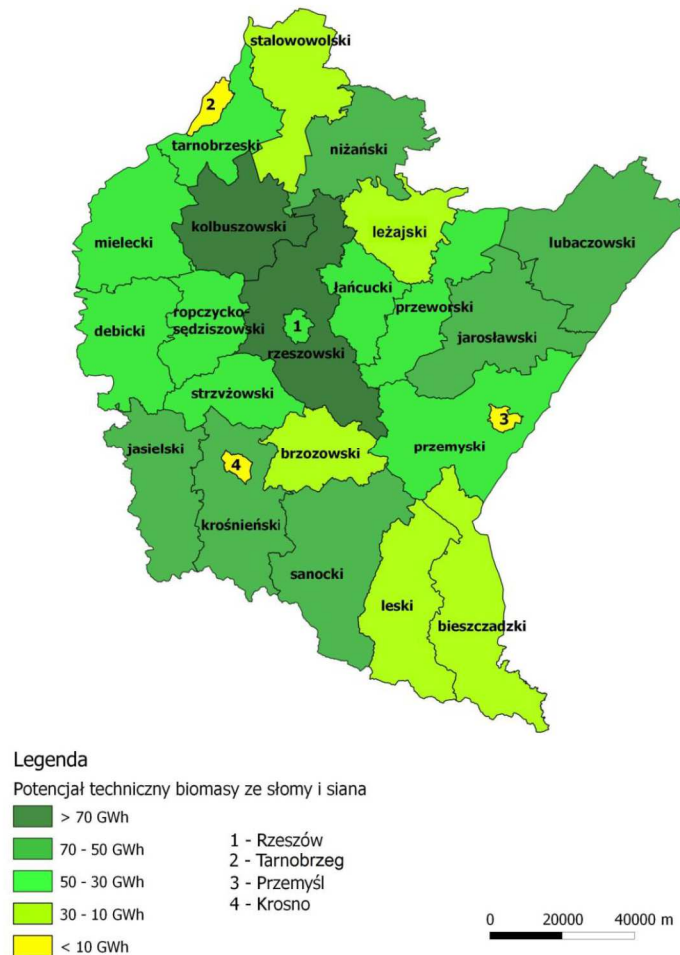 stalowowolski
2
tarnobrzeski
niżański
kolbuszowski
leżajski
mielecki
lubaczowski
łańcucki
ropczycko-
sędziszowski
przeworski
debicki
1
jarosławski
rzeszowski
strzyżowski
3
jasielski
brzozowski
przemyski
4
krośnieński
sanocki
leski
bieszczadzki
Legenda
Potencjał techniczny biomasy ze słomy i siana
> 70 GWh
70 - 50 GWh
50 - 30 GWh
30 - 10 GWh
< 10 GWh
1 - Rzeszów
2 - Tarnobrzeg
3 - Przemyśl
4 - Krosno
0 20000 40000 m